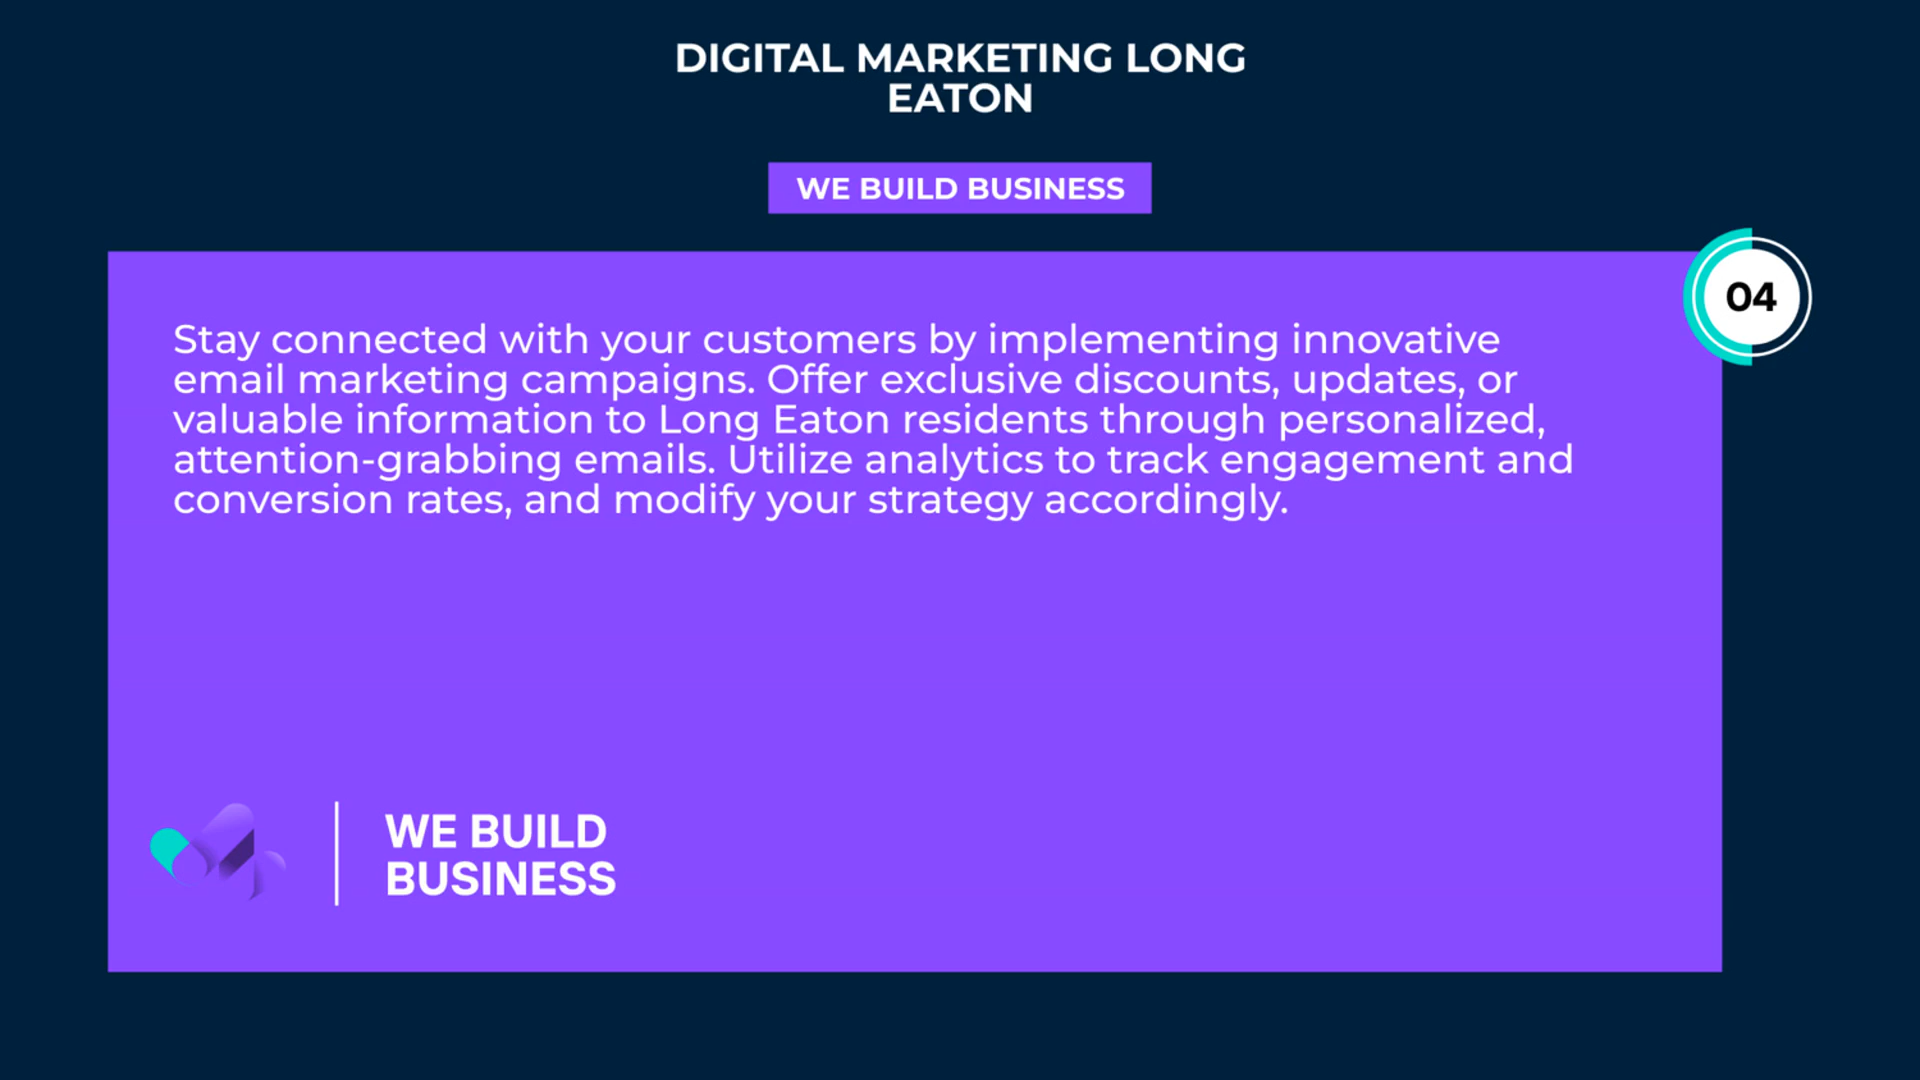 DIGITAL MARKETING LONG
EATON
WE BUILD BUSINESS
04
Stay connected with your customers by implementing innovative
email marketing campaigns. Offer exclusive discounts, updates, or
valuable information to Long Eaton residents through personalized,
attention-grabbing emails. Utilize analytics to track engagement and
conversion rates, and modify your strategy accordingly.
WE BUILD
BUSINESS